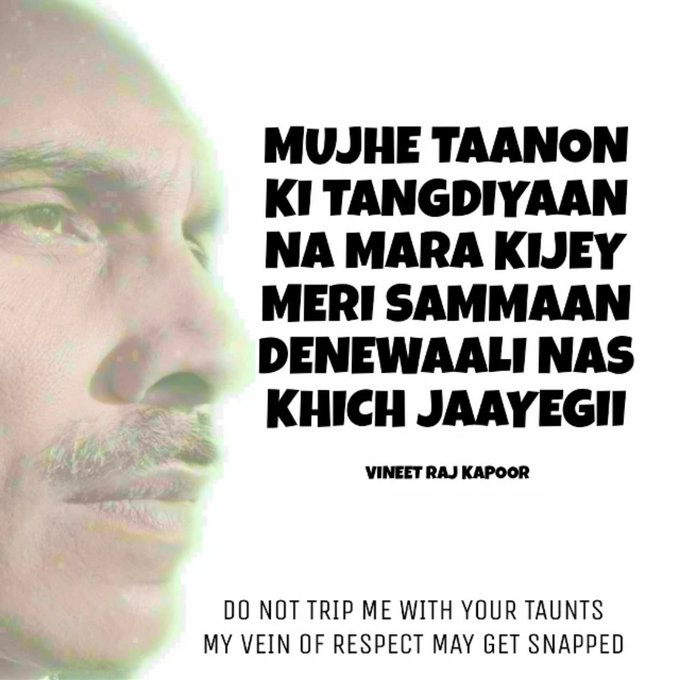 MUJHE TAANON
KI TANGDIYAAN
NA MARA KIJEY
MERI SAMMAAN
DENEWAALI NAS
KHICH JAAYEGII
VINEET RAJ KAPOOR
DO NOT TRIP ME WITH YOUR TAUNTS
MY VEIN OF RESPECT MAY GET SNAPPED